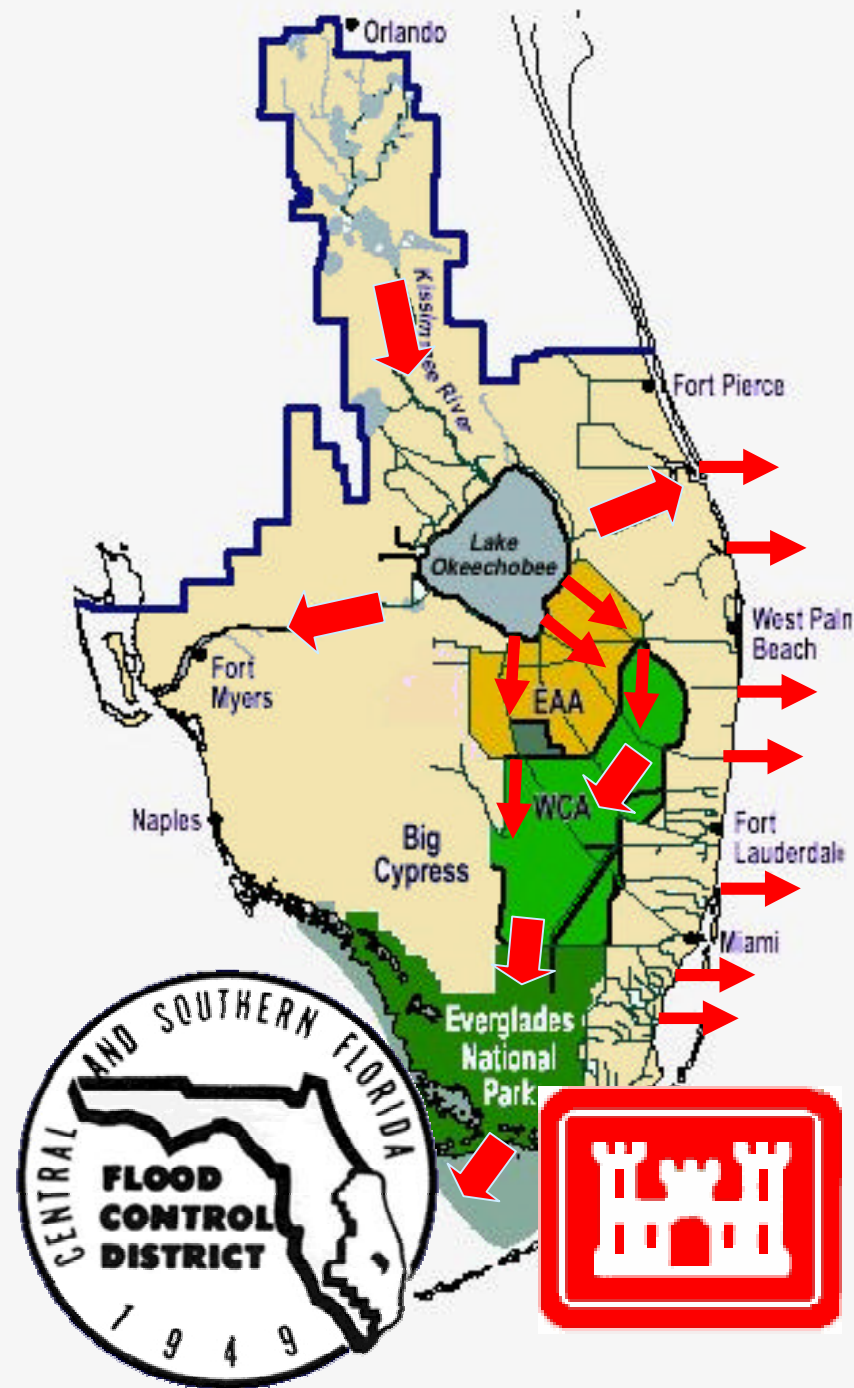 Orlando
Kissimmee River
Fort Pierce
Lake
Okeechobee
West Palm
Beach
Fort
Myers
EAA
WCA
Naples
Big
Cypress
Fort
Lauderdale
Miami
Everglades
National
Park
CENTRAL AND SOUTHERN FLORIDA
FLOOD
CONTROL
DISTRICT
1949